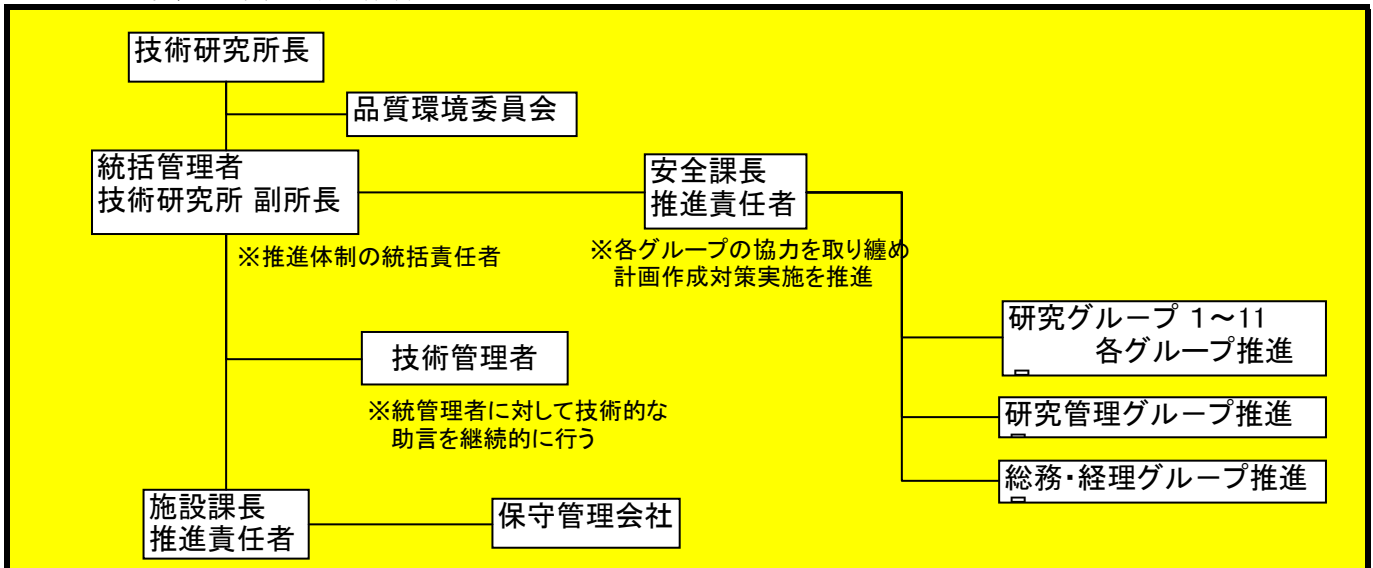 技術研究所長
品質環境委員会
統括管理者
技術研究所 副所長
※推進体制の統括責任者
安全課長
推進責任者
※各グループの協力を取り纏め
計画作成対策実施を推進
技術管理者
※統管理者に対して技術的な
助言を継続的に行う
研究グループ 1～11
各グループ推進
研究管理グループ推進
総務・経理グループ推進
施設課長
推進責任者
保守管理会社